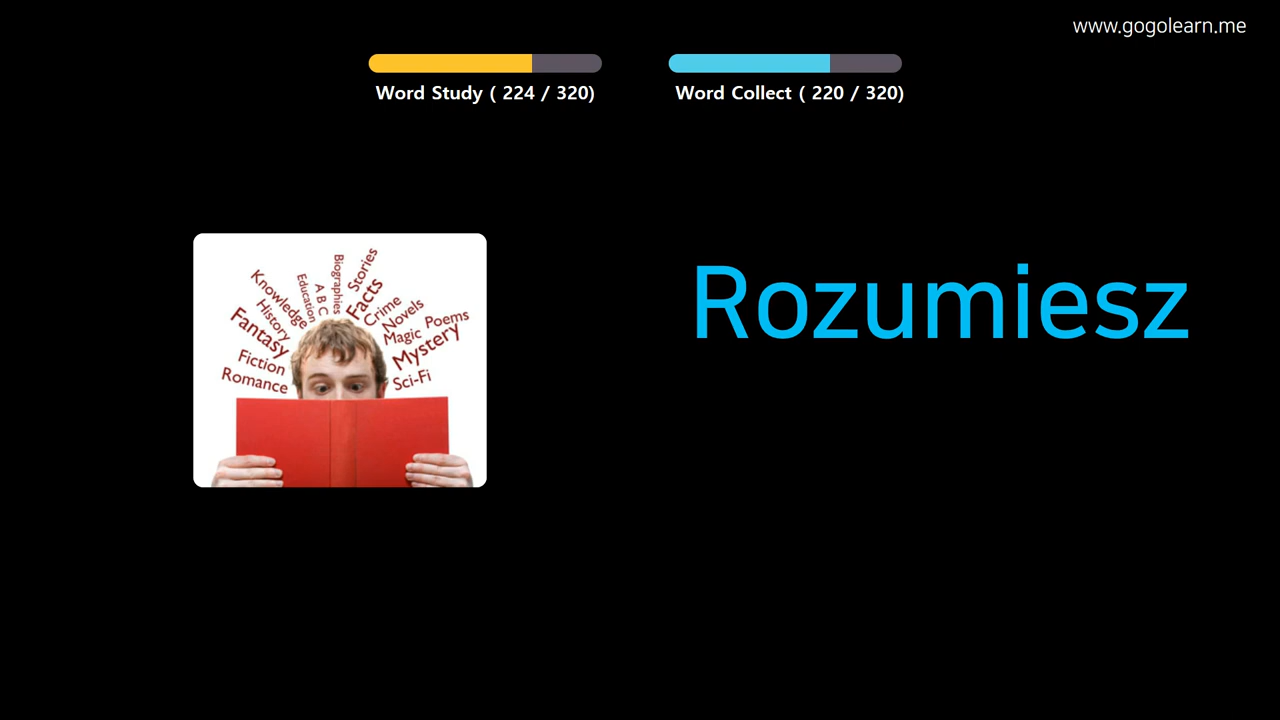 www.gogolearn.me
Word Study ( 224 / 320)
Word Collect ( 220 / 320)
Rozumiesz
Knowledge
History
Fantasy
Fiction
Romance
Education
A B C
Biographies
Stories
Facts
Crime
Novels
Magic
Poems
Mystery
Sci-Fi